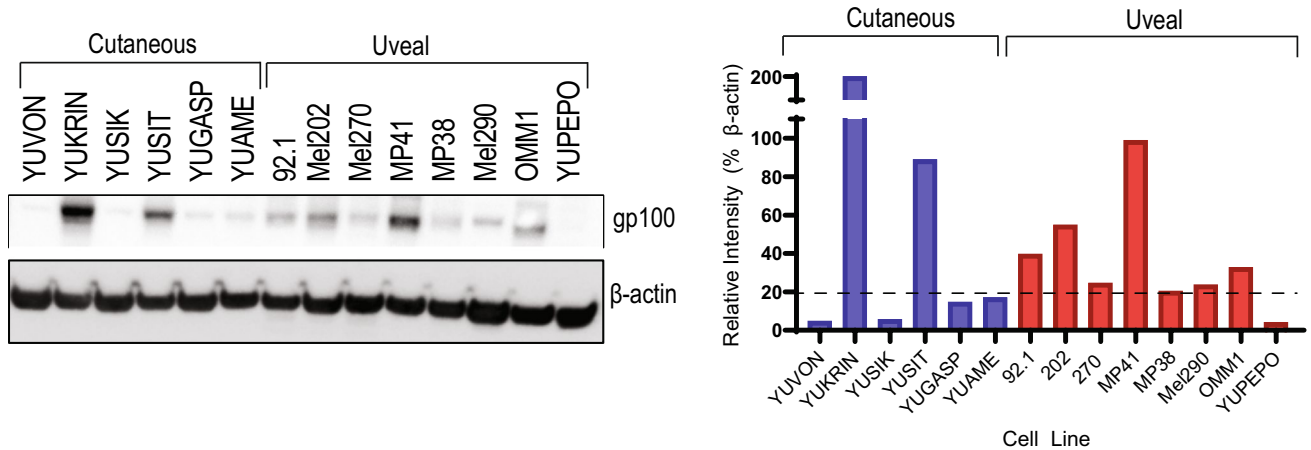 Cutaneous Uveal
YUVON YUKRIN YUSIK YUSIT YUGASP YUAME 92.1 Mel202 Mel270 MP41 MP38 Mel290 OMM1 YUPEPO
gp100
β-actin
Cutaneous Uveal
Relative Intensity (% β-actin)
200
100
80
60
40
20
0
YUVON YUKRIN YUSIK YUSIT YUGASP YUAME 92.1 202 270 MP41 MP38 Mel290 OMM1 YUPEPO
Cell Line